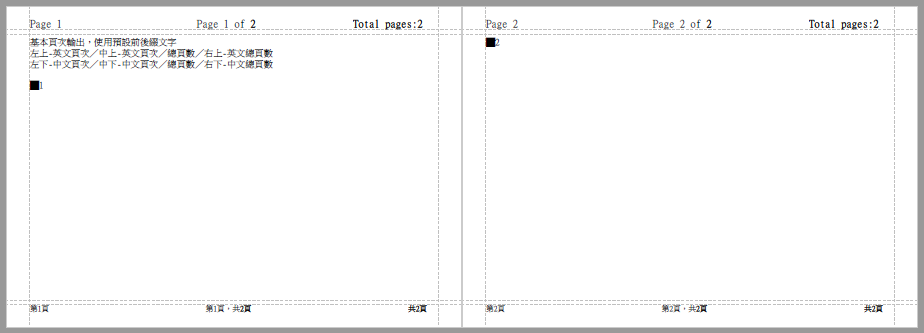 Page 1 Page 1 of 2 Total pages:2
基本頁次輸出，使用預設前後綴文字
左上-英文頁次／中上-英文頁次／總頁數／右上-英文總頁數
左下-中文頁次／中下-中文頁次／總頁數／右下-中文總頁數
1
第1頁 第1頁，共2頁 共2頁
Page 2 Page 2 of 2 Total pages:2
2
第2頁 第2頁，共2頁 共2頁